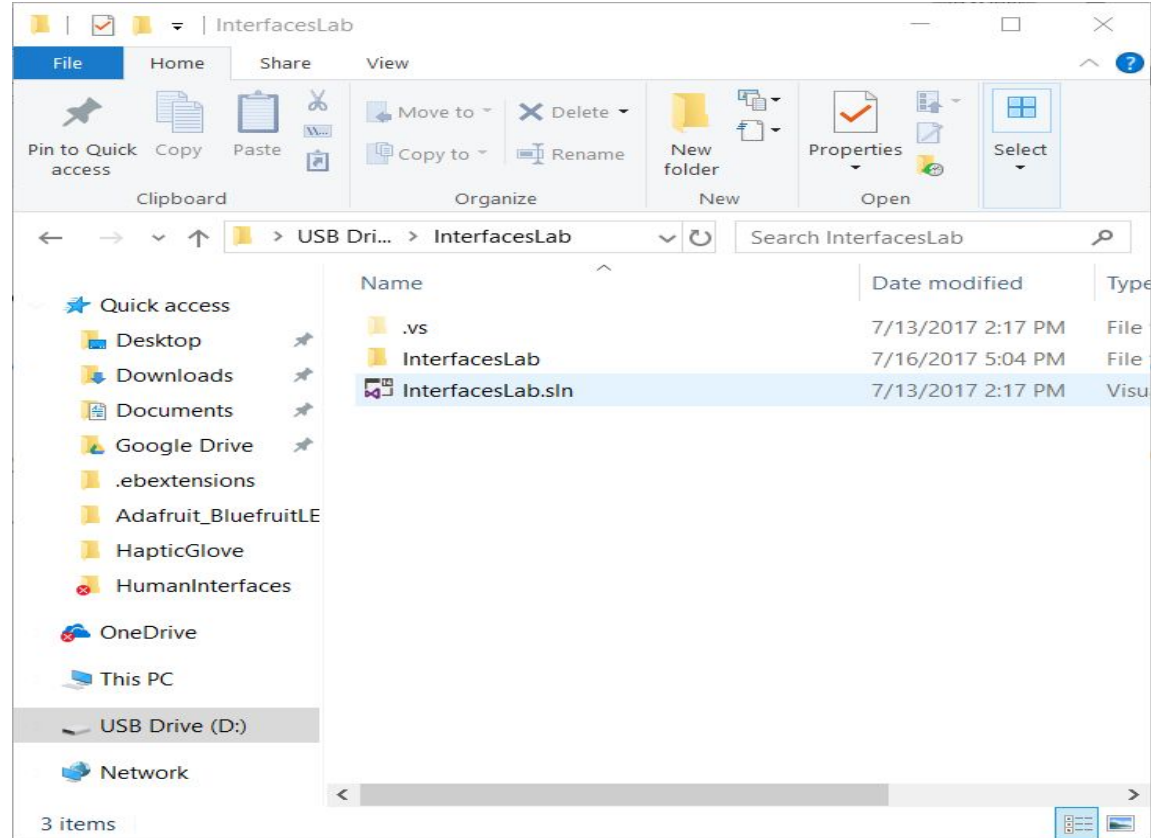 InterfacesLab
File Home Share View
Pin to Quick access Copy Paste
Clipboard
Move to Delete
Copy to Rename
Organize
New folder
New
Properties
Open
Select
USB Dri... > InterfacesLab
Search InterfacesLab
Name Date modified Type
Quick access
Desktop
Downloads
Documents
Google Drive
.ebextensions
Adafruit_BluefruitLE
HapticGlove
HumanInterfaces
OneDrive
This PC
USB Drive (D:)
Network
.vs 7/13/2017 2:17 PM File
InterfacesLab 7/16/2017 5:04 PM File
InterfacesLab.sln 7/13/2017 2:17 PM Visu
3 items